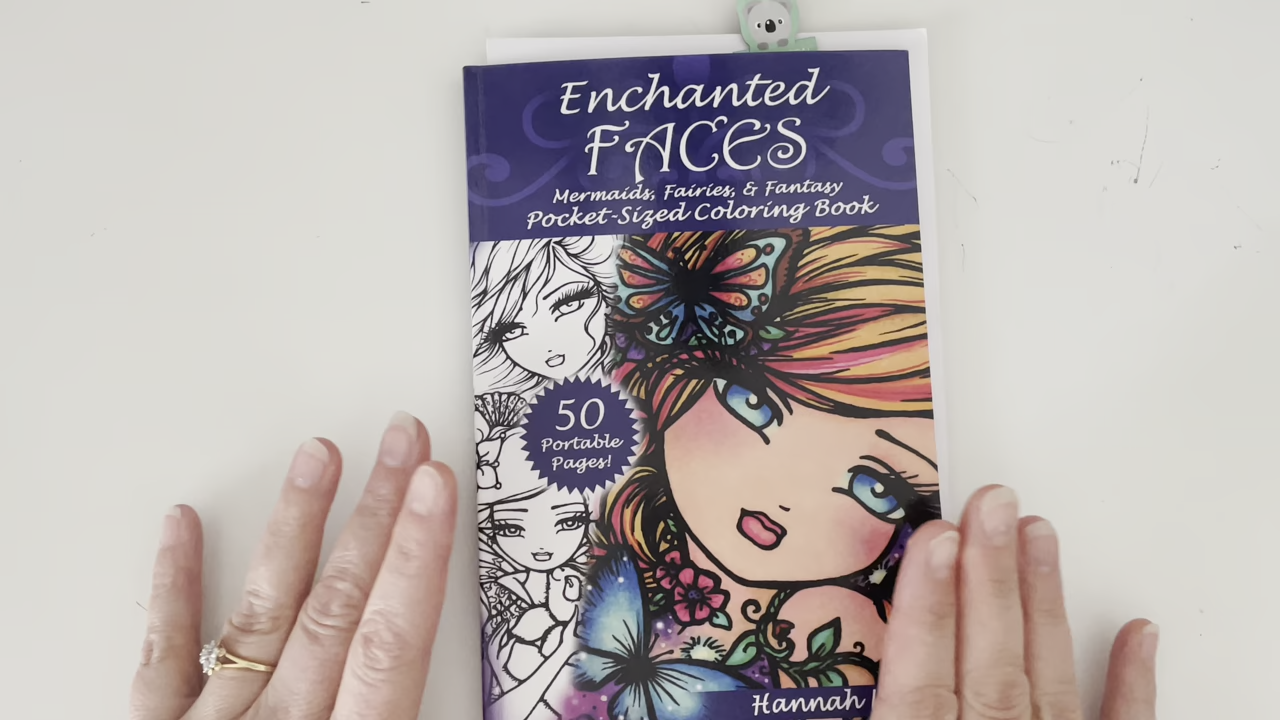 Enchanted
FACES
Mermaids, Fairies, & Fantasy
Pocket-Sized Coloring Book
50
Portable
Pages!
Hannah